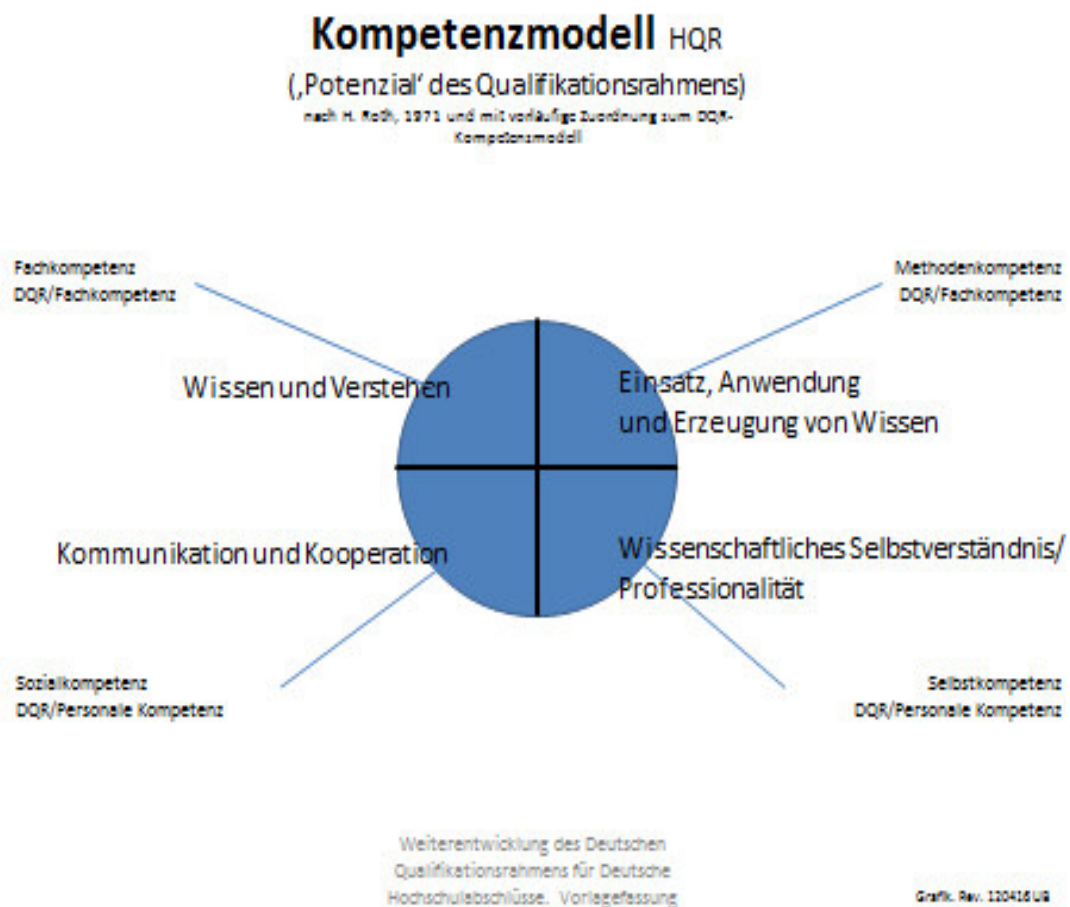 Kompetenzmodell HQR
(‚Potenzial‘ des Qualifikationsrahmens)
nach H. Roth, 1971 und mit vorläufige Zuordnung zum DQR-
Kompetenzmodell
Fachkompetenz
DQR/Fachkompetenz
Methodenkompetenz
DQR/Fachkompetenz
Wissen und Verstehen
Einsatz, Anwendung
und Erzeugung von Wissen
Kommunikation und Kooperation
Wissenschaftliches Selbstverständnis/
Professionalität
Sozialkompetenz
DQR/Personale Kompetenz
Selbstkompetenz
DQR/Personale Kompetenz
Weiterentwicklung des Deutschen
Qualifikationsrahmens für Deutsche
Hochschulabschlüsse. Vorlagefassung
Grafik. Rev. 120416 UB